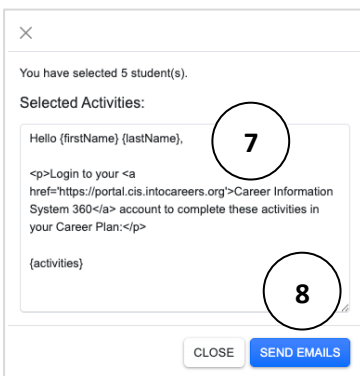 You have selected 5 student(s).
Selected Activities:
Hello {firstName} {lastName},
7
<p>Login to your <a
href='https://portal.cis.intocareers.org'>Career Information
System 360</a> account to complete these activities in
your Career Plan:</p>
{activities}
8
CLOSE
SEND EMAILS